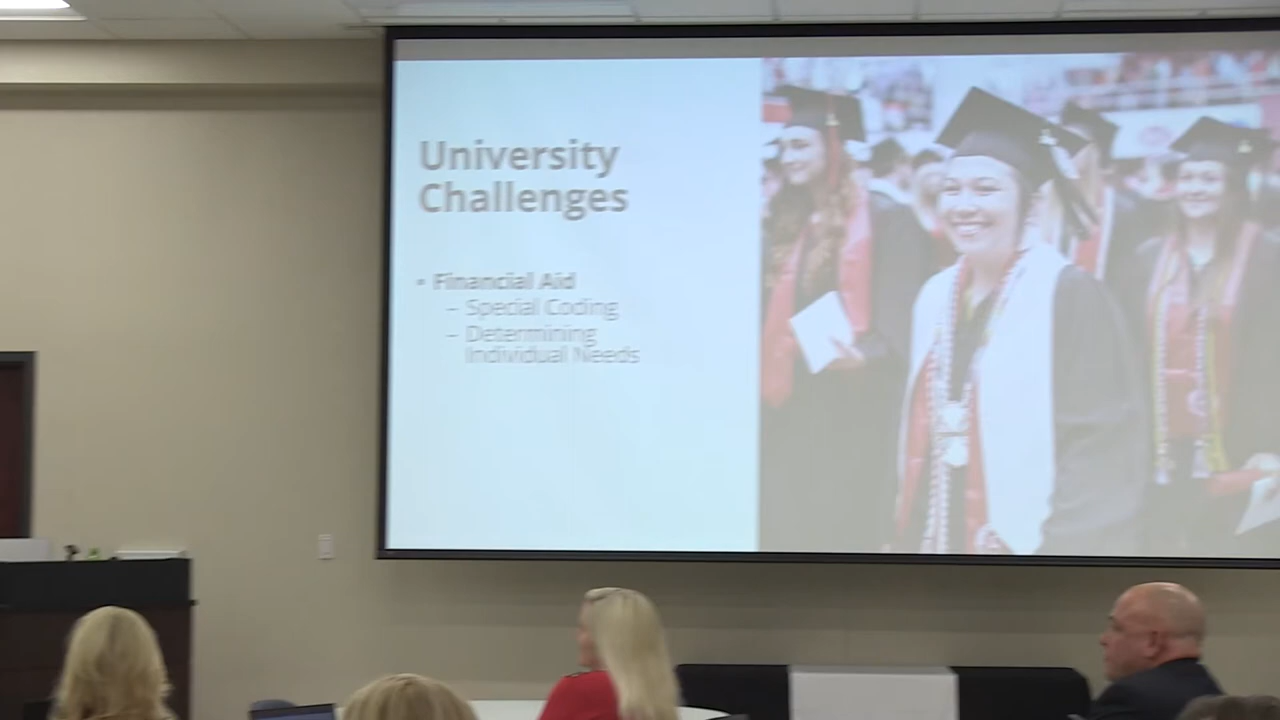 University
Challenges
• Financial Aid
– Special Coding
– Determining
Individual Needs